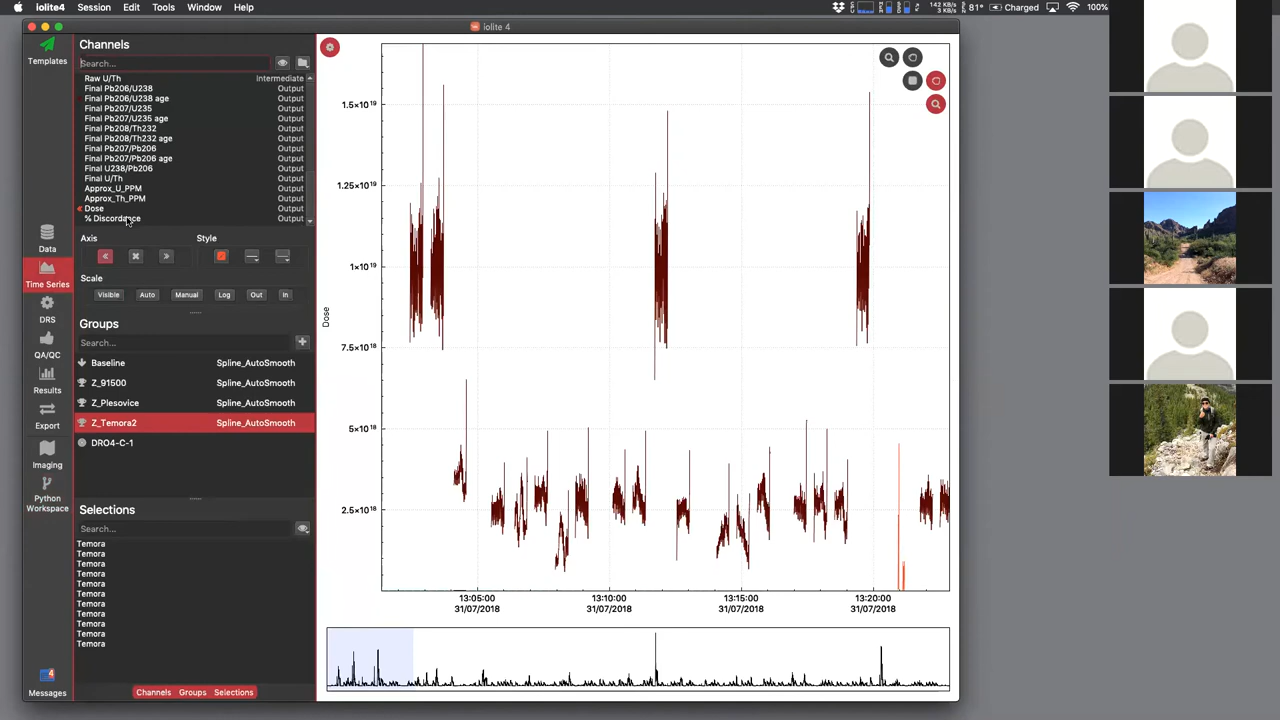 iolite4 Session Edit Tools Window Help
142 KB/s
3 KB/s
81° Charged 100%
iolite 4
Templates
Channels
Search...
Raw U/Th Intermediate
Final Pb206/U238 Output
Final Pb206/U238 age Output
Final Pb207/U235 Output
Final Pb207/U235 age Output
Final Pb208/Th232 Output
Final Pb208/Th232 age Output
Final Pb207/Pb206 Output
Final Pb207/Pb206 age Output
Final U238/Pb206 Output
Final U/Th Output
Approx_U_PPM Output
Approx_Th_PPM Output
Dose Output
% Discordance Output
Axis Style
Scale
Visible Auto Manual Log Out In
Data
Time Series
DRS
QA/QC
Results
Export
Imaging
Python
Workspace
Messages
Groups
Search...
Baseline Spline_AutoSmooth
Z_91500 Spline_AutoSmooth
Z_Plesovice Spline_AutoSmooth
Z_Temora2 Spline_AutoSmooth
DRO4-C-1
Selections
Search...
Temora
Temora
Temora
Temora
Temora
Temora
Temora
Temora
Temora
Temora
Temora
Channels Groups Selections
Dose
1.5×10¹⁹
1.25×10¹⁹
1×10¹⁹
7.5×10¹⁸
5×10¹⁸
2.5×10¹⁸
13:05:00
31/07/2018
13:10:00
31/07/2018
13:15:00
31/07/2018
13:20:00
31/07/2018